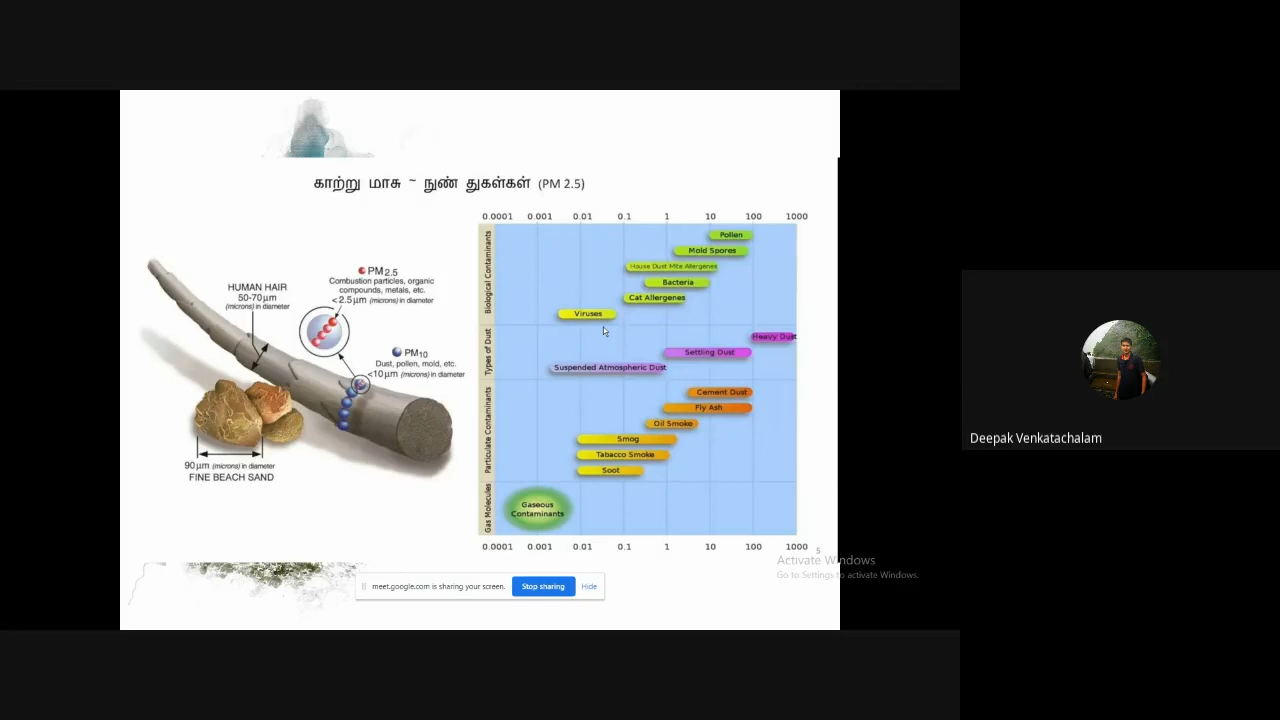 காற்று மாசு ~ நுண் துகள்கள் (PM 2.5)
HUMAN HAIR
50-70μm
(microns) in diameter
PM2.5
Combustion particles, organic
compounds, metals, etc.
<2.5μm (microns) in diameter
PM10
Dust, pollen, mold, etc.
<10μm (microns) in diameter
90μm (microns) in diameter
FINE BEACH SAND
0.0001 0.001 0.01 0.1 1 10 100 1000
Biological Contaminants
Pollen
Mold Spores
House Dust Mite Allergenes
Bacteria
Cat Allergenes
Viruses
Types of Dust
Heavy Dust
Settling Dust
Suspended Atmospheric Dust
Particulate Contaminants
Cement Dust
Fly Ash
Oil Smoke
Smog
Tabacco Smoke
Soot
Gas Molecules
Gaseous
Contaminants
0.0001 0.001 0.01 0.1 1 10 100 1000
5
Activate Windows
Go to Settings to activate Windows.
meet.google.com is sharing your screen. Stop sharing Hide
Deepak Venkatachalam